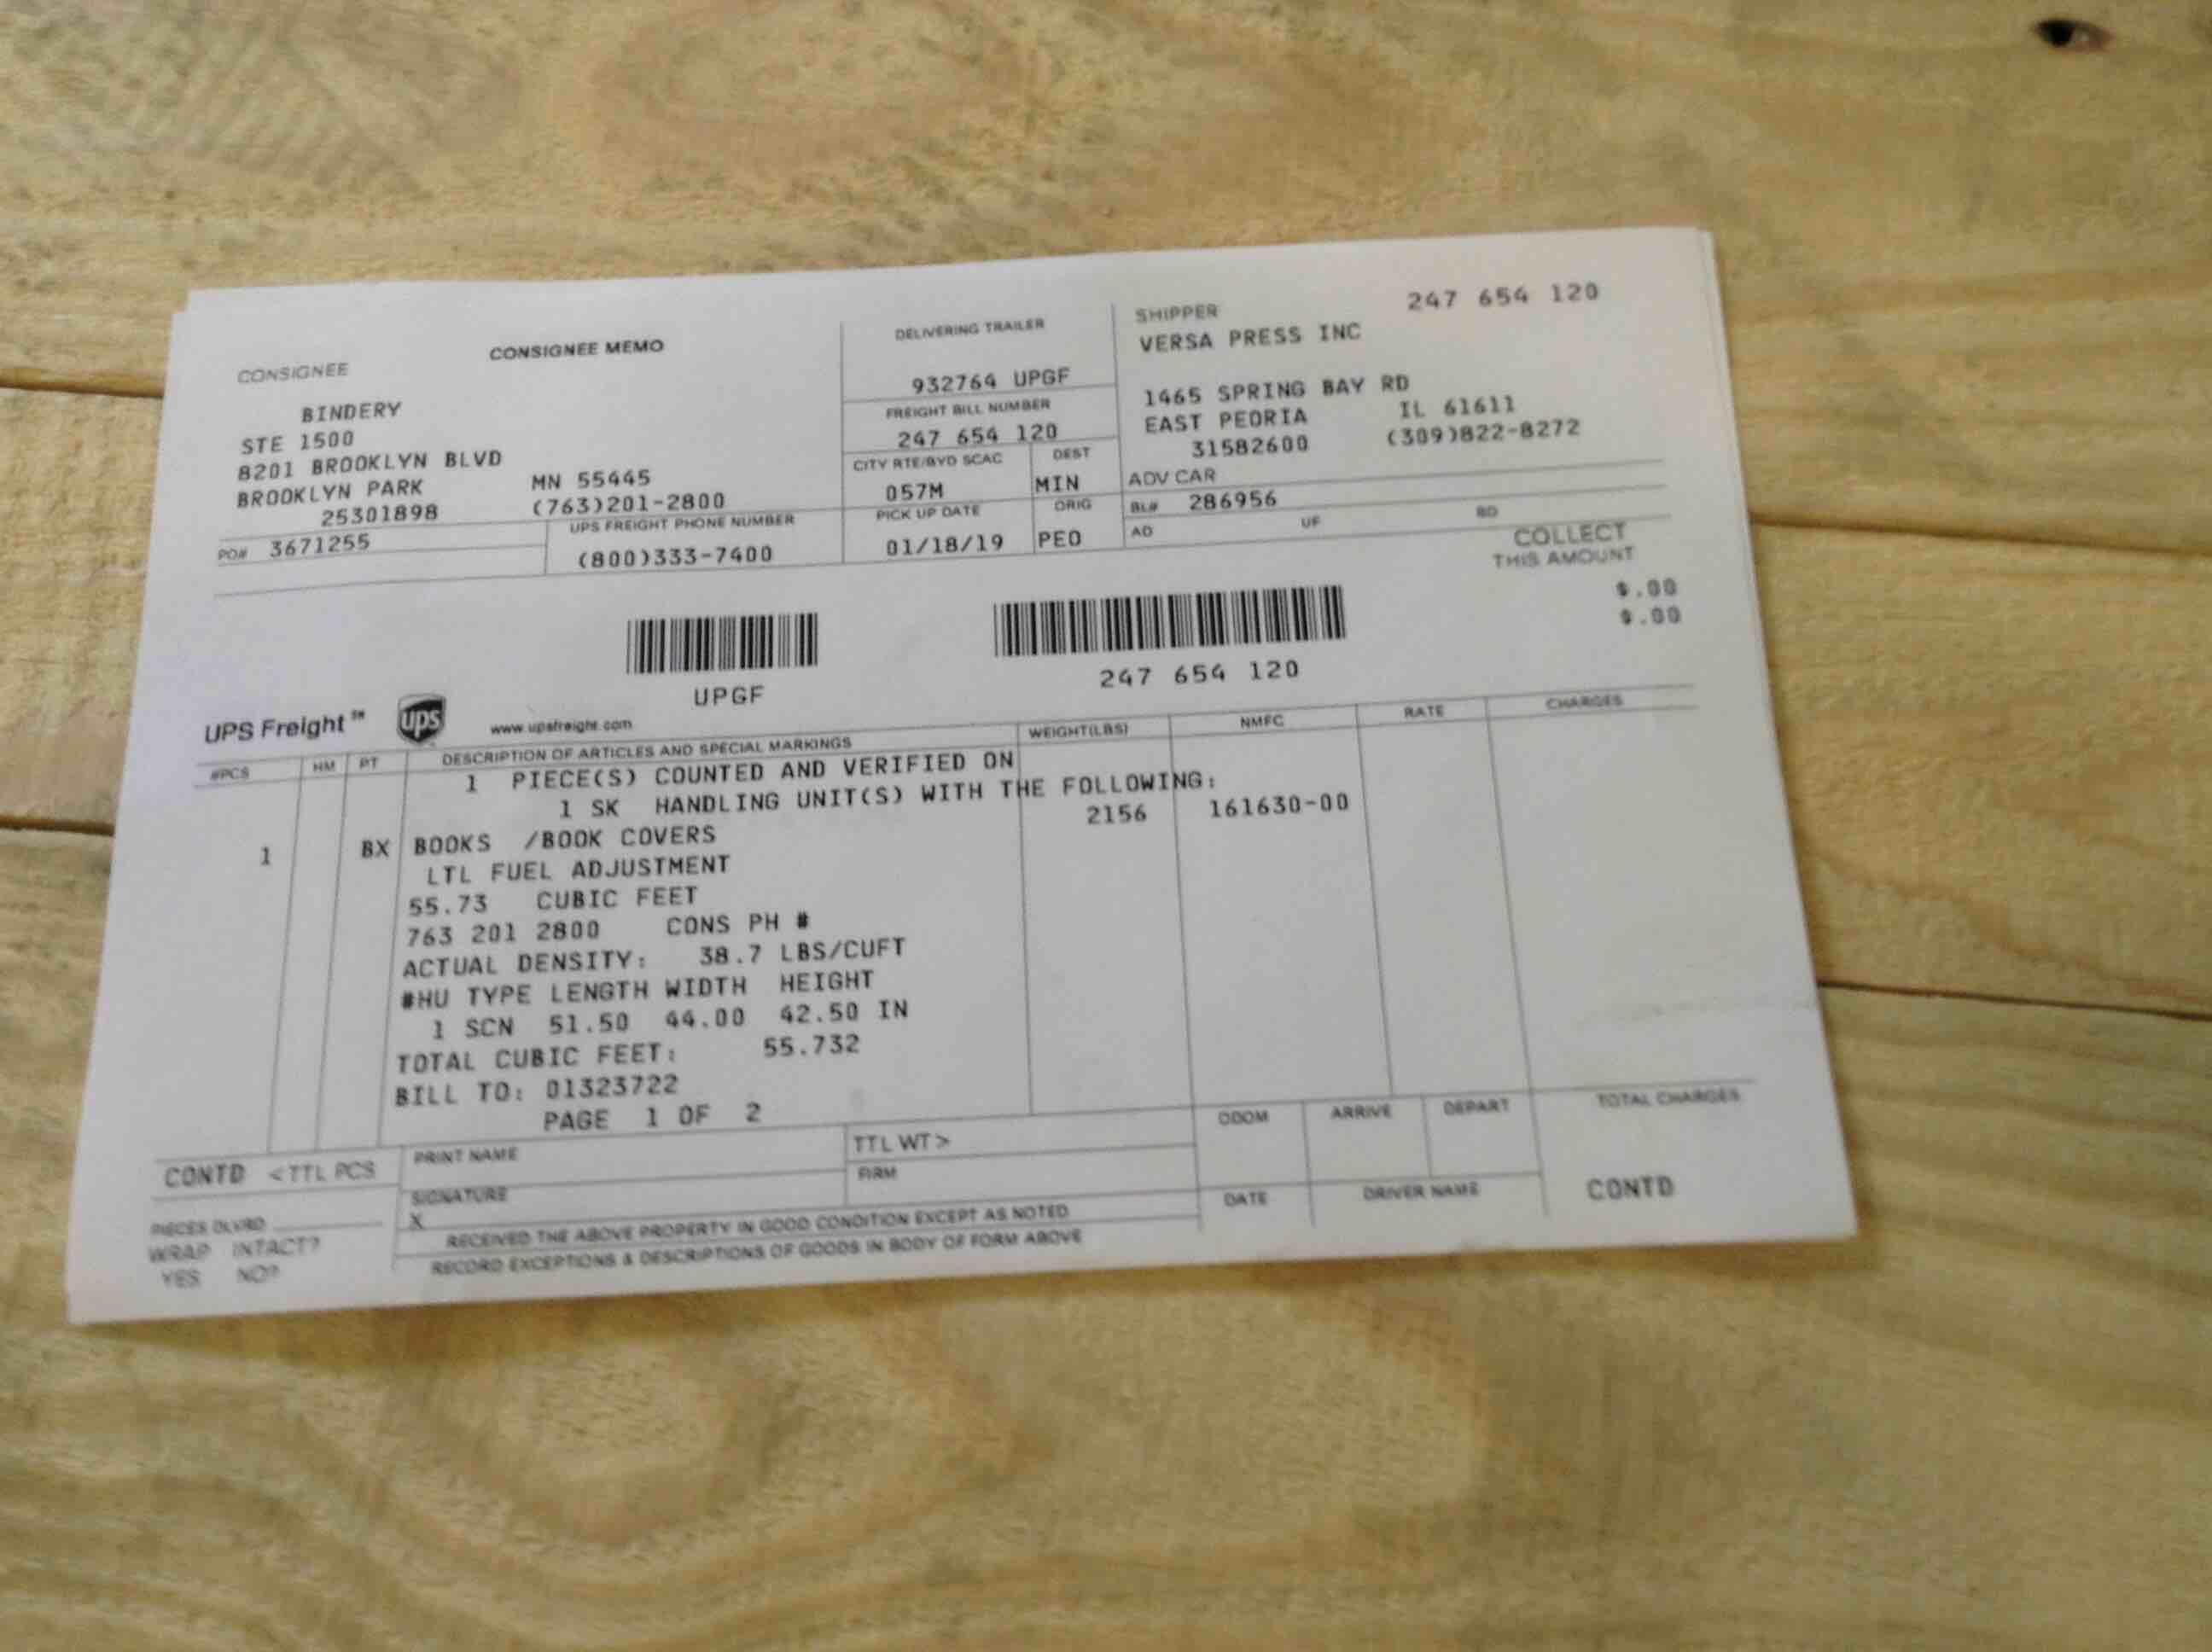 CONSIGNEE
CONSIGNEE MEMO
BINDERY
STE 1500
8201 BROOKLYN BLVD
BROOKLYN PARK MN 55445
25301898 (763)201-2800
PO# 3671255
UPS FREIGHT PHONE NUMBER
(800)333-7400
DELIVERING TRAILER
932764 UPGF
FREIGHT BILL NUMBER
247 654 120
CITY RTE/BYD SCAC DEST
057M MIN
PICK UP DATE ORIG
01/18/19 PEO
SHIPPER 247 654 120
VERSA PRESS INC
1465 SPRING BAY RD
EAST PEORIA IL 61611
31582600 (309)822-8272
ADV CAR
BL# 286956
AD UF BD
COLLECT
THIS AMOUNT
$.00
$.00
UPGF
247 654 120
UPS Freight℠ ups www.upsfreight.com
#PCS HM PT DESCRIPTION OF ARTICLES AND SPECIAL MARKINGS WEIGHT(LBS) NMFC RATE CHARGES
1 PIECE(S) COUNTED AND VERIFIED ON
1 SK HANDLING UNIT(S) WITH THE FOLLOWING:
1 BX BOOKS /BOOK COVERS 2156 161630-00
LTL FUEL ADJUSTMENT
55.73 CUBIC FEET
763 201 2800 CONS PH #
ACTUAL DENSITY: 38.7 LBS/CUFT
#HU TYPE LENGTH WIDTH HEIGHT
1 SCN 51.50 44.00 42.50 IN
TOTAL CUBIC FEET: 55.732
BILL TO: 01323722
PAGE 1 OF 2
CONTD <TTL PCS
PRINT NAME
TTL WT>
ODOM ARRIVE DEPART TOTAL CHARGES
SIGNATURE
X
FIRM
DATE DRIVER NAME CONTD
PIECES DLVRD
WRAP INTACT?
YES NO?
RECEIVED THE ABOVE PROPERTY IN GOOD CONDITION EXCEPT AS NOTED
RECORD EXCEPTIONS & DESCRIPTIONS OF GOODS IN BODY OF FORM ABOVE